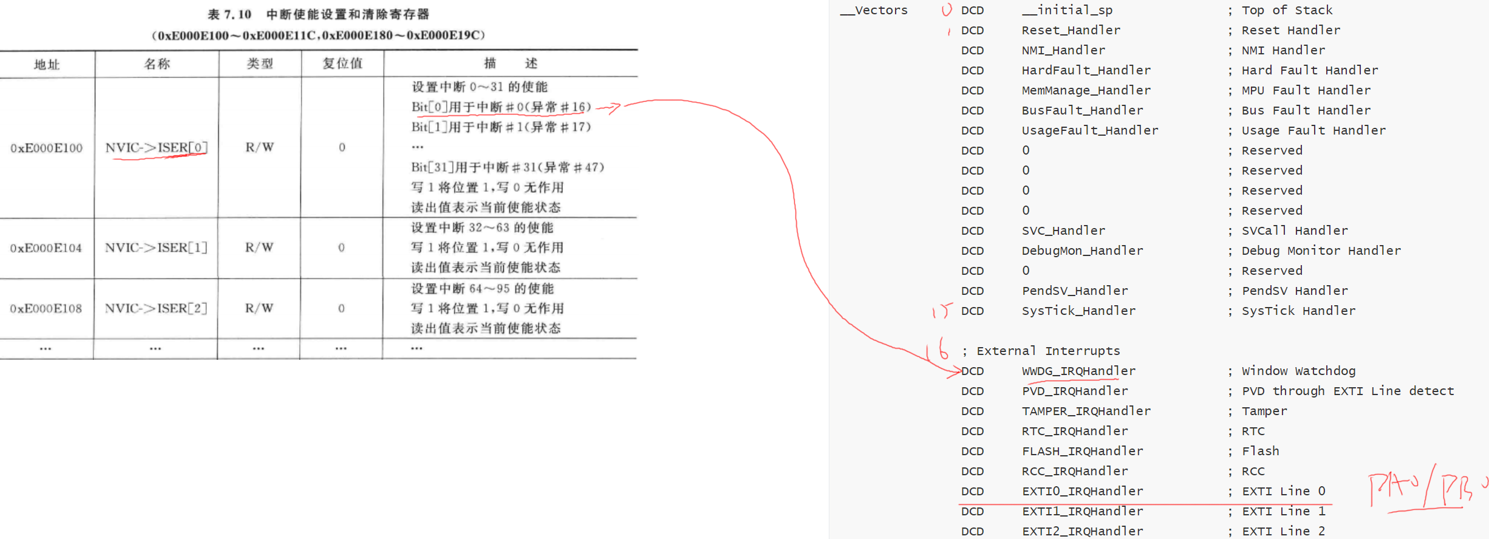 表 7.10 中断使能设置和清除寄存器
(0xE000E100～0xE000E11C,0xE000E180～0xE000E19C)
地址 名称 类型 复位值 描 述
设置中断 0～31 的使能
Bit[0]用于中断#0(异常#16)
Bit[1]用于中断#1(异常#17)
0xE000E100 NVIC->ISER[0] R/W 0 …
Bit[31]用于中断#31(异常#47)
写 1 将位置 1,写 0 无作用
读出值表示当前使能状态
设置中断 32～63 的使能
0xE000E104 NVIC->ISER[1] R/W 0 写 1 将位置 1,写 0 无作用
读出值表示当前使能状态
设置中断 64～95 的使能
0xE000E108 NVIC->ISER[2] R/W 0 写 1 将位置 1,写 0 无作用
读出值表示当前使能状态
… … … … …
__Vectors 0 DCD __initial_sp ; Top of Stack
1 DCD Reset_Handler ; Reset Handler
DCD NMI_Handler ; NMI Handler
DCD HardFault_Handler ; Hard Fault Handler
DCD MemManage_Handler ; MPU Fault Handler
DCD BusFault_Handler ; Bus Fault Handler
DCD UsageFault_Handler ; Usage Fault Handler
DCD 0 ; Reserved
DCD 0 ; Reserved
DCD 0 ; Reserved
DCD 0 ; Reserved
DCD SVC_Handler ; SVCall Handler
DCD DebugMon_Handler ; Debug Monitor Handler
DCD 0 ; Reserved
DCD PendSV_Handler ; PendSV Handler
15 DCD SysTick_Handler ; SysTick Handler
16 ; External Interrupts
DCD WWDG_IRQHandler ; Window Watchdog
DCD PVD_IRQHandler ; PVD through EXTI Line detect
DCD TAMPER_IRQHandler ; Tamper
DCD RTC_IRQHandler ; RTC
DCD FLASH_IRQHandler ; Flash
DCD RCC_IRQHandler ; RCC
DCD EXTI0_IRQHandler ; EXTI Line 0 PA0/PB0
DCD EXTI1_IRQHandler ; EXTI Line 1
DCD EXTI2_IRQHandler ; EXTI Line 2